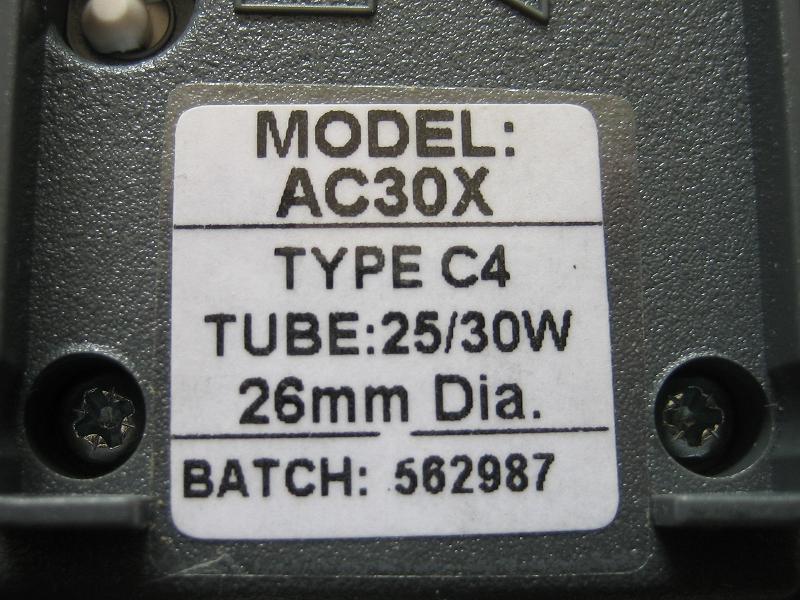 MODEL:
AC30X
TYPE C4
TUBE:25/30W
26mm Dia.
BATCH: 562987